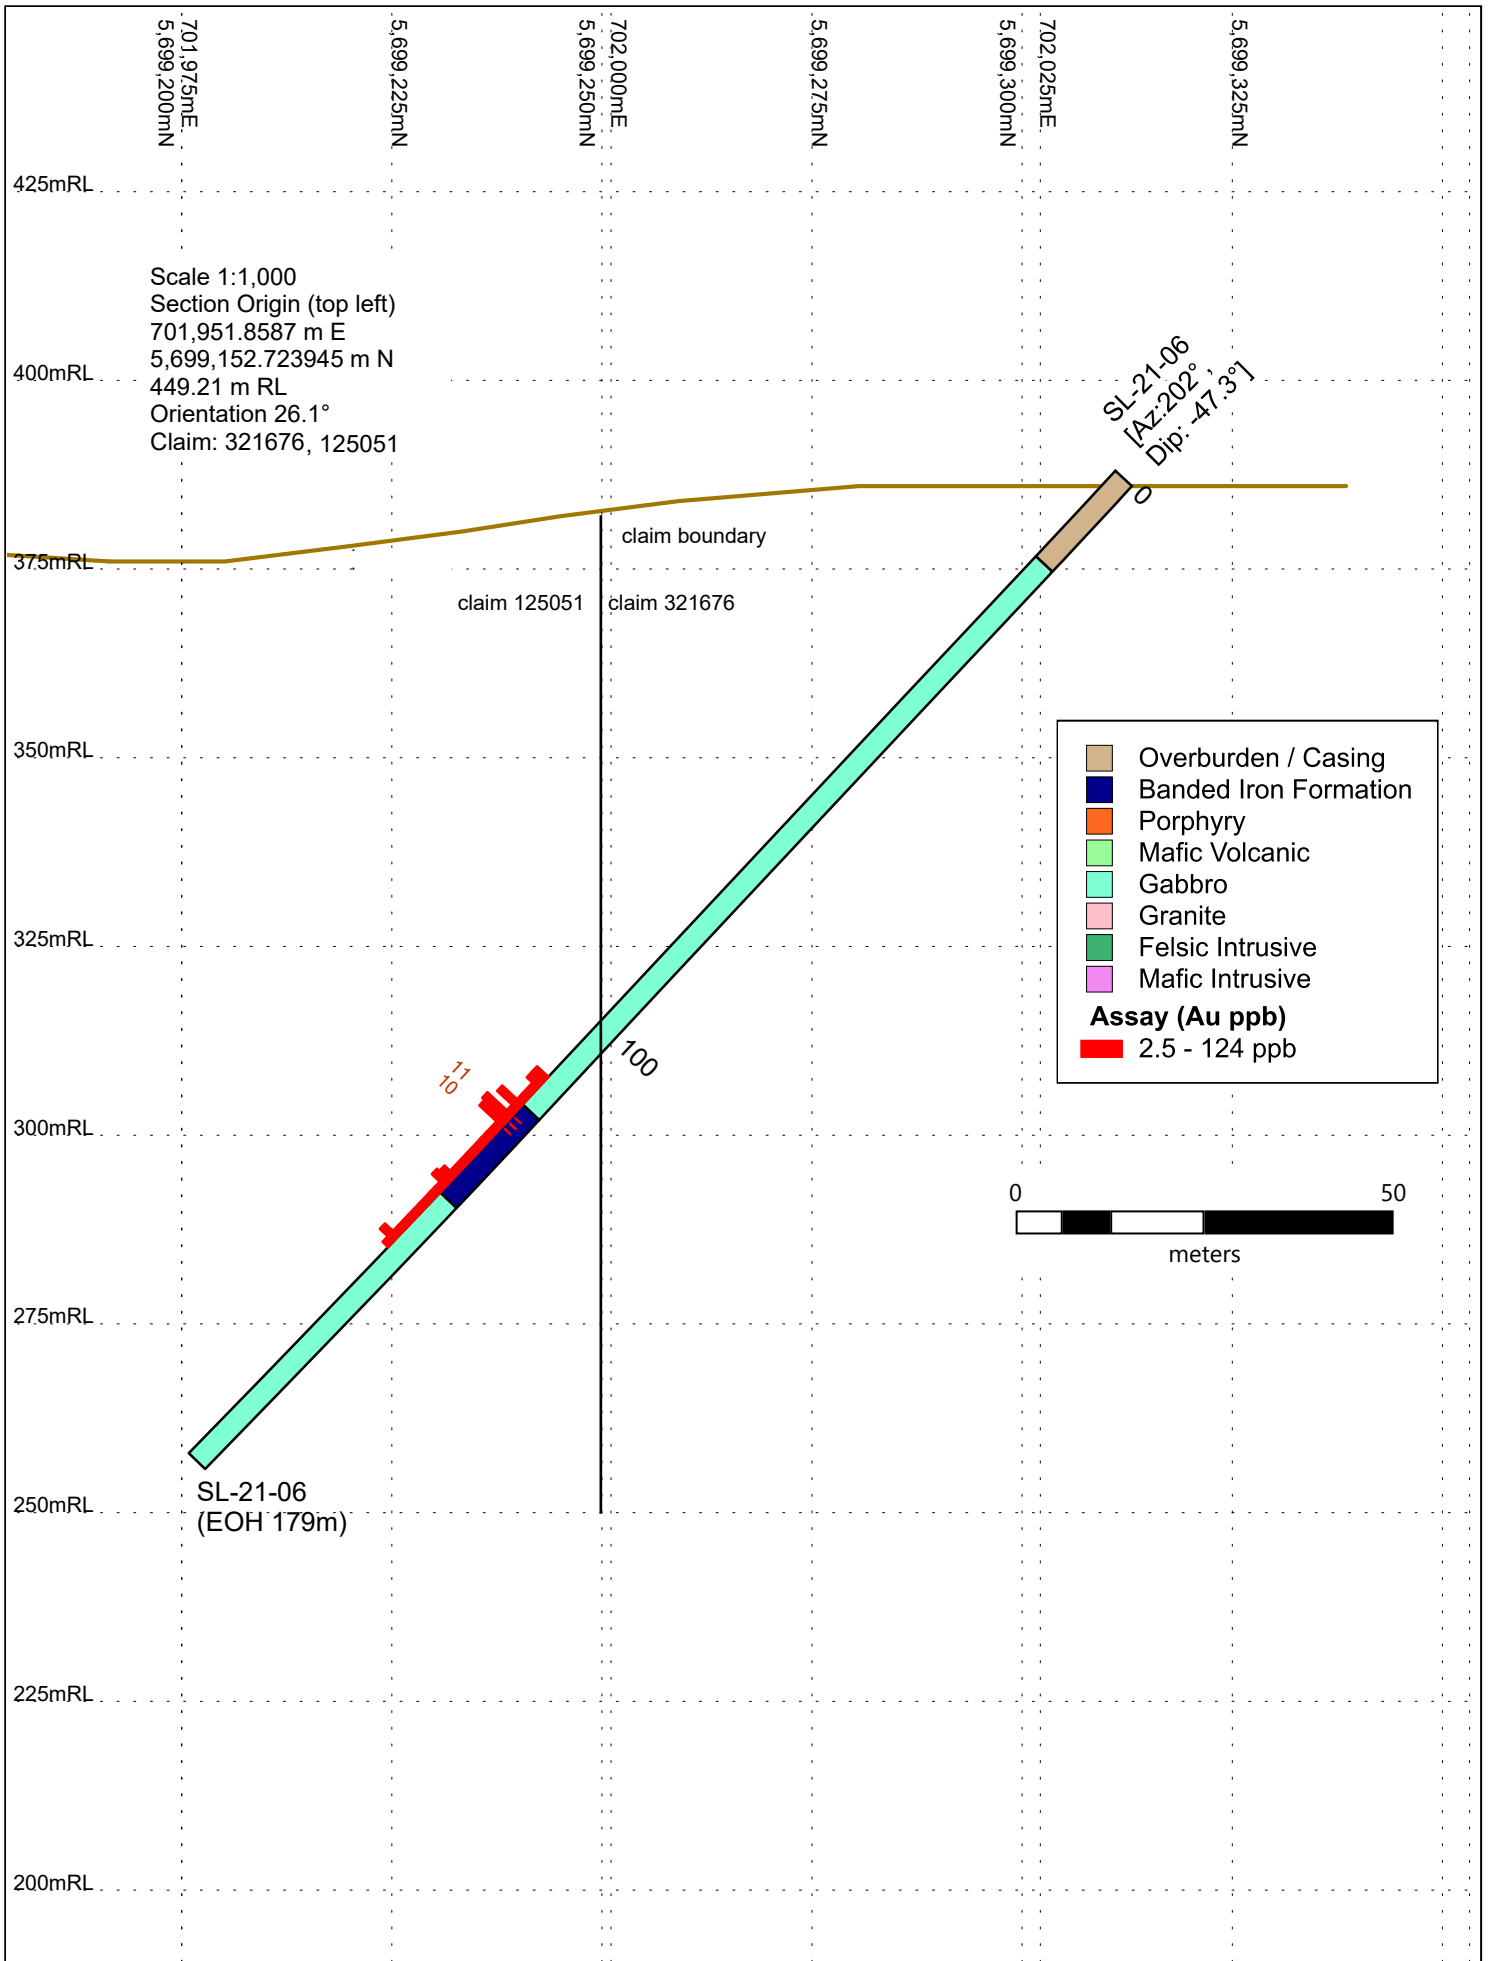 701,975mE
5,699,200mN
5,699,225mN
702,000mE
5,699,250mN
5,699,275mN
702,025mE
5,699,300mN
5,699,325mN
425mRL
Scale 1:1,000
Section Origin (top left)
701,951.8587 m E
5,699,152.723945 m N
449.21 m RL
Orientation 26.1°
Claim: 321676, 125051
400mRL
SL-21-06
[Az:202°,
Dip: -47.3°]
0
claim boundary
375mRL
claim 125051
claim 321676
350mRL
Overburden / Casing
Banded Iron Formation
Porphyry
Mafic Volcanic
Gabbro
Granite
Felsic Intrusive
Mafic Intrusive
Assay (Au ppb)
2.5 - 124 ppb
325mRL
100
11
10
300mRL
0 50
meters
275mRL
SL-21-06
(EOH 179m)
250mRL
225mRL
200mRL